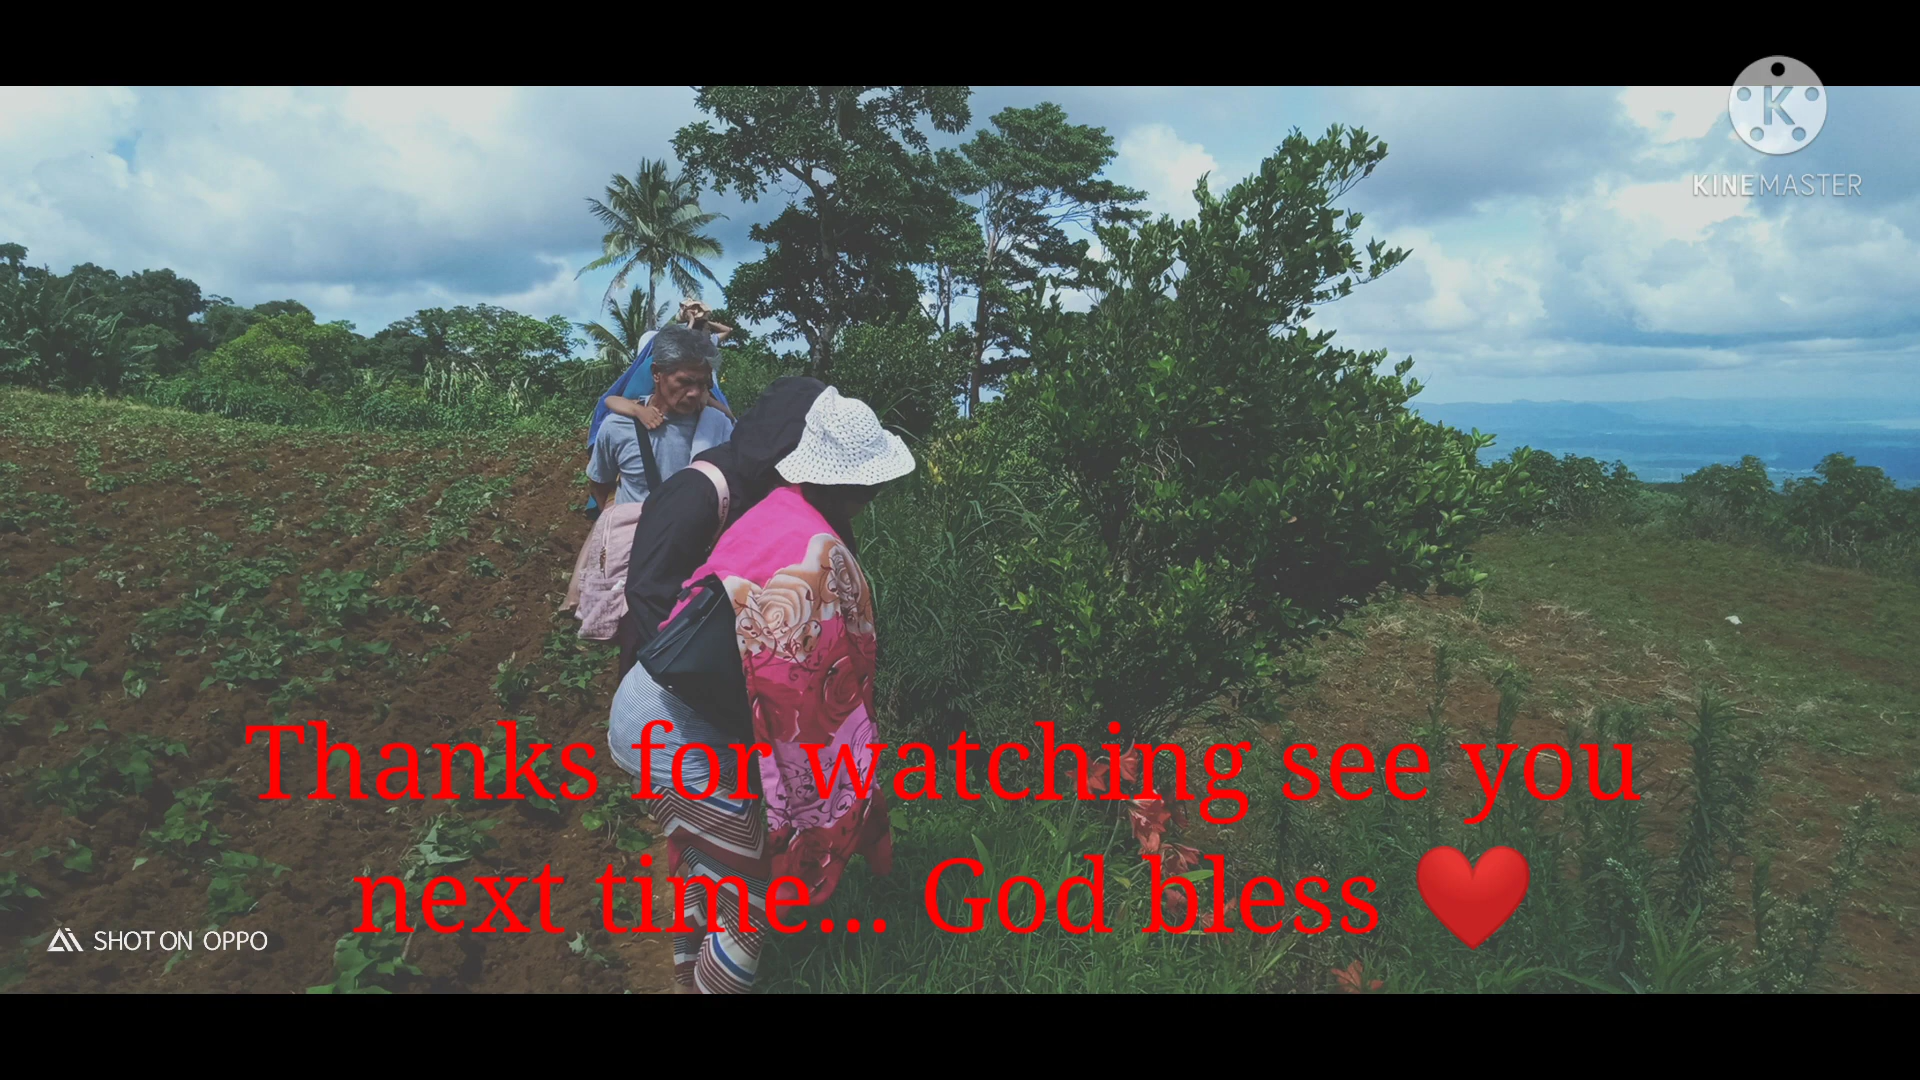 K
KINEMASTER
Thanks for watching see you
next time... God bless ❤️
SHOT ON OPPO